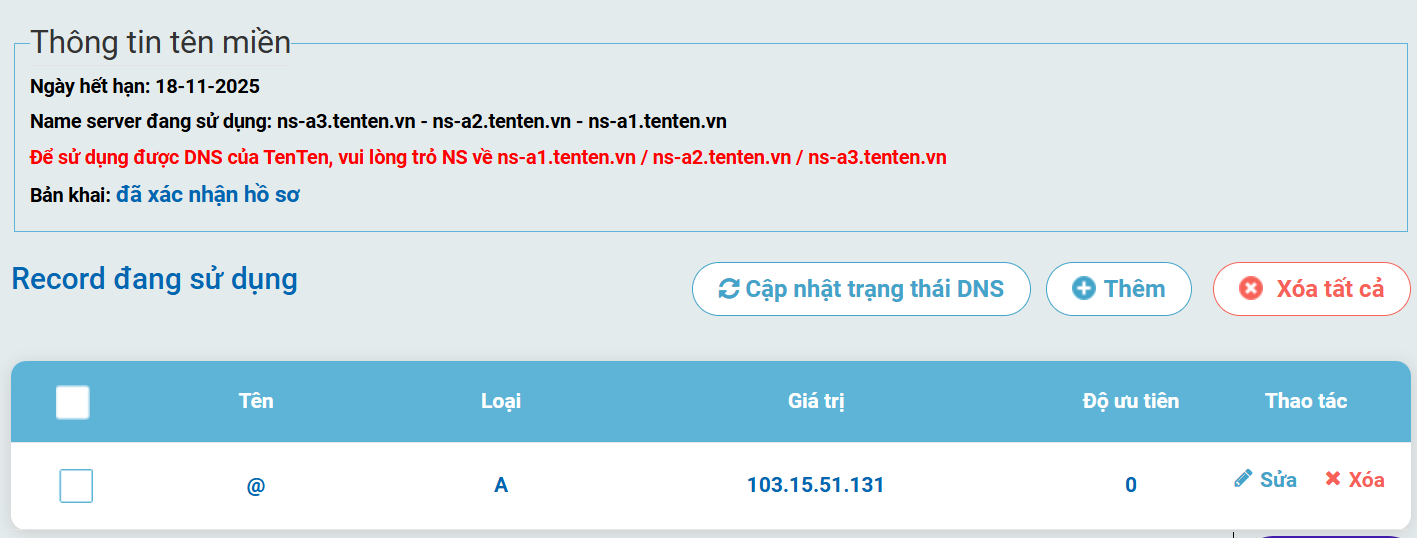 Thông tin tên miền
Ngày hết hạn: 18-11-2025
Name server đang sử dụng: ns-a3.tenten.vn - ns-a2.tenten.vn - ns-a1.tenten.vn
Để sử dụng được DNS của TenTen, vui lòng trỏ NS về ns-a1.tenten.vn / ns-a2.tenten.vn / ns-a3.tenten.vn
Bản khai: đã xác nhận hồ sơ
Record đang sử dụng Cập nhật trạng thái DNS Thêm Xóa tất cả
Tên Loại Giá trị Độ ưu tiên Thao tác
@ A 103.15.51.131 0 Sửa Xóa